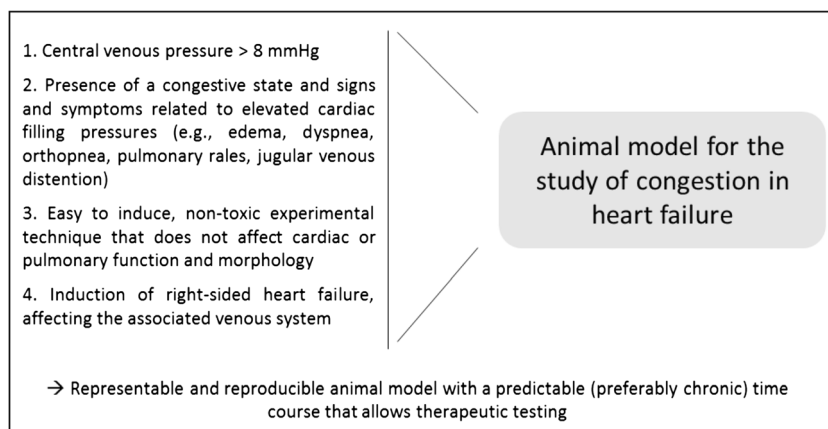 1. Central venous pressure > 8 mmHg
2. Presence of a congestive state and signs
and symptoms related to elevated cardiac
filling pressures (e.g., edema, dyspnea,
orthopnea, pulmonary rales, jugular venous
distention)
3. Easy to induce, non-toxic experimental
technique that does not affect cardiac or
pulmonary function and morphology
4. Induction of right-sided heart failure,
affecting the associated venous system
Animal model for the
study of congestion in
heart failure
→ Representable and reproducible animal model with a predictable (preferably chronic) time
course that allows therapeutic testing